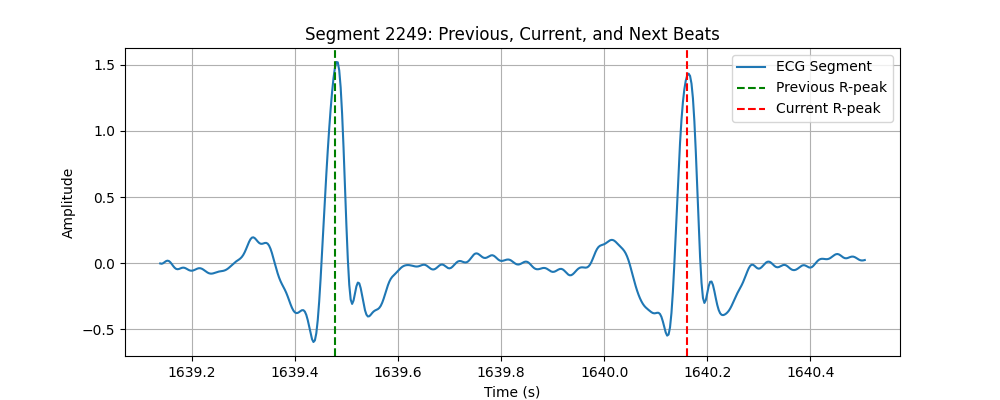 Segment 2249: Previous, Current, and Next Beats
ECG Segment
Previous R-peak
Current R-peak
1.5
1.0
0.5
0.0
−0.5
Amplitude
1639.2 1639.4 1639.6 1639.8 1640.0 1640.2 1640.4
Time (s)